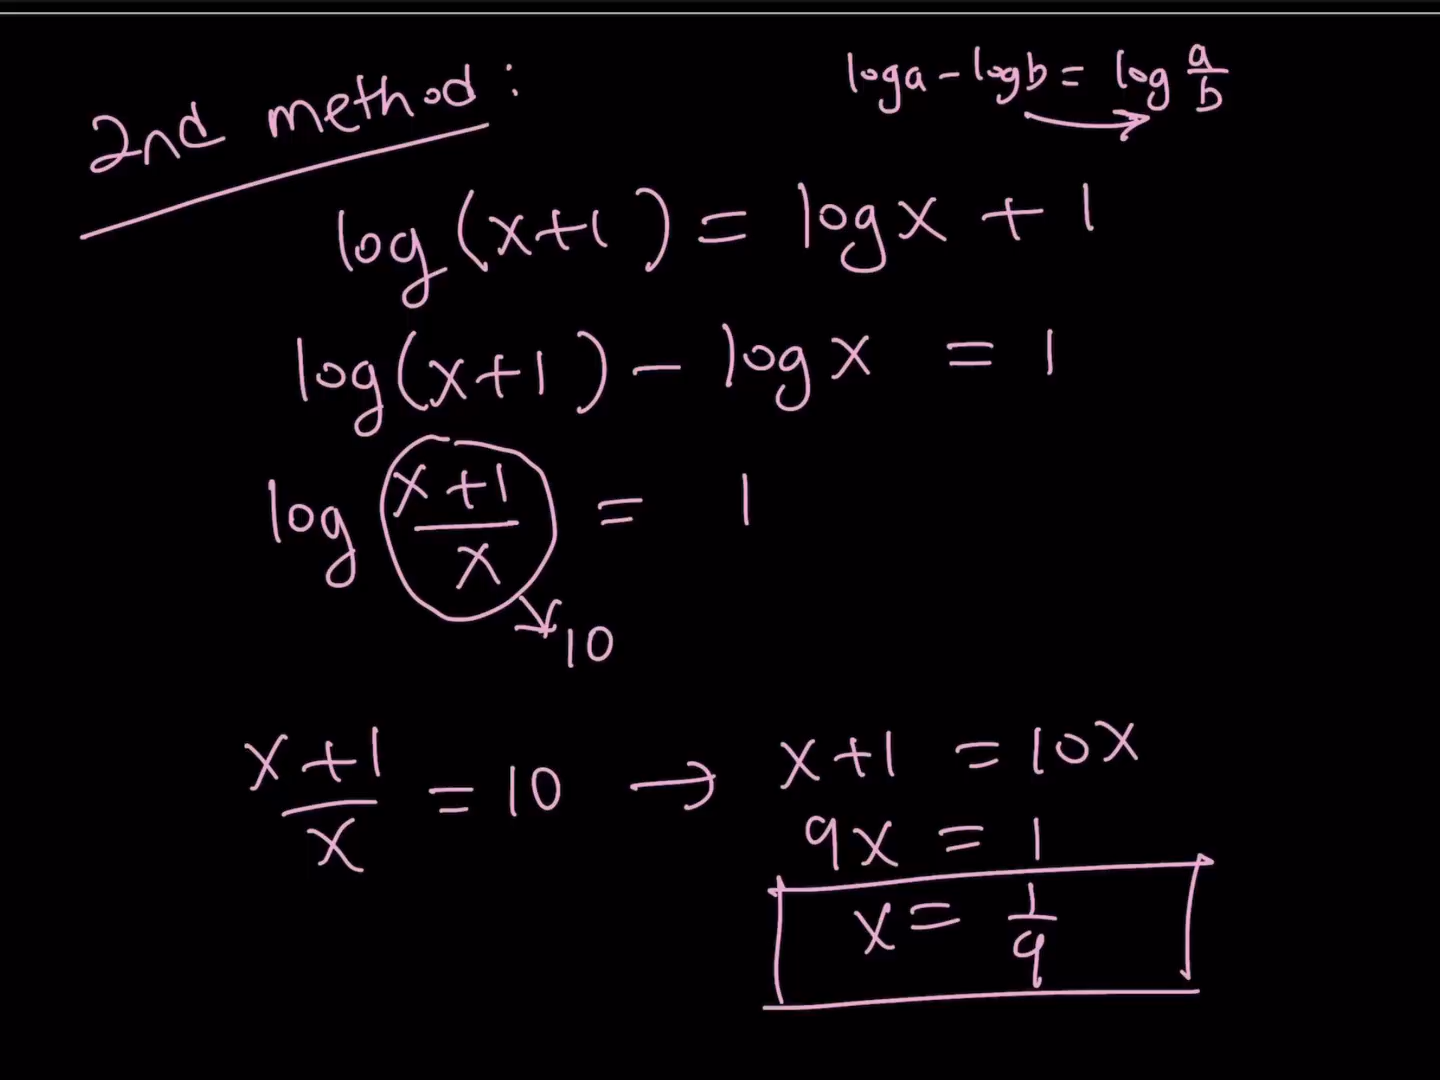 2nd method:
log a - log b = log a/b
log (x+1) = log x + 1
log (x+1) - log x = 1
log x+1/x = 1
10
x+1/x = 10 → x+1 = 10x
9x = 1
x = 1/9